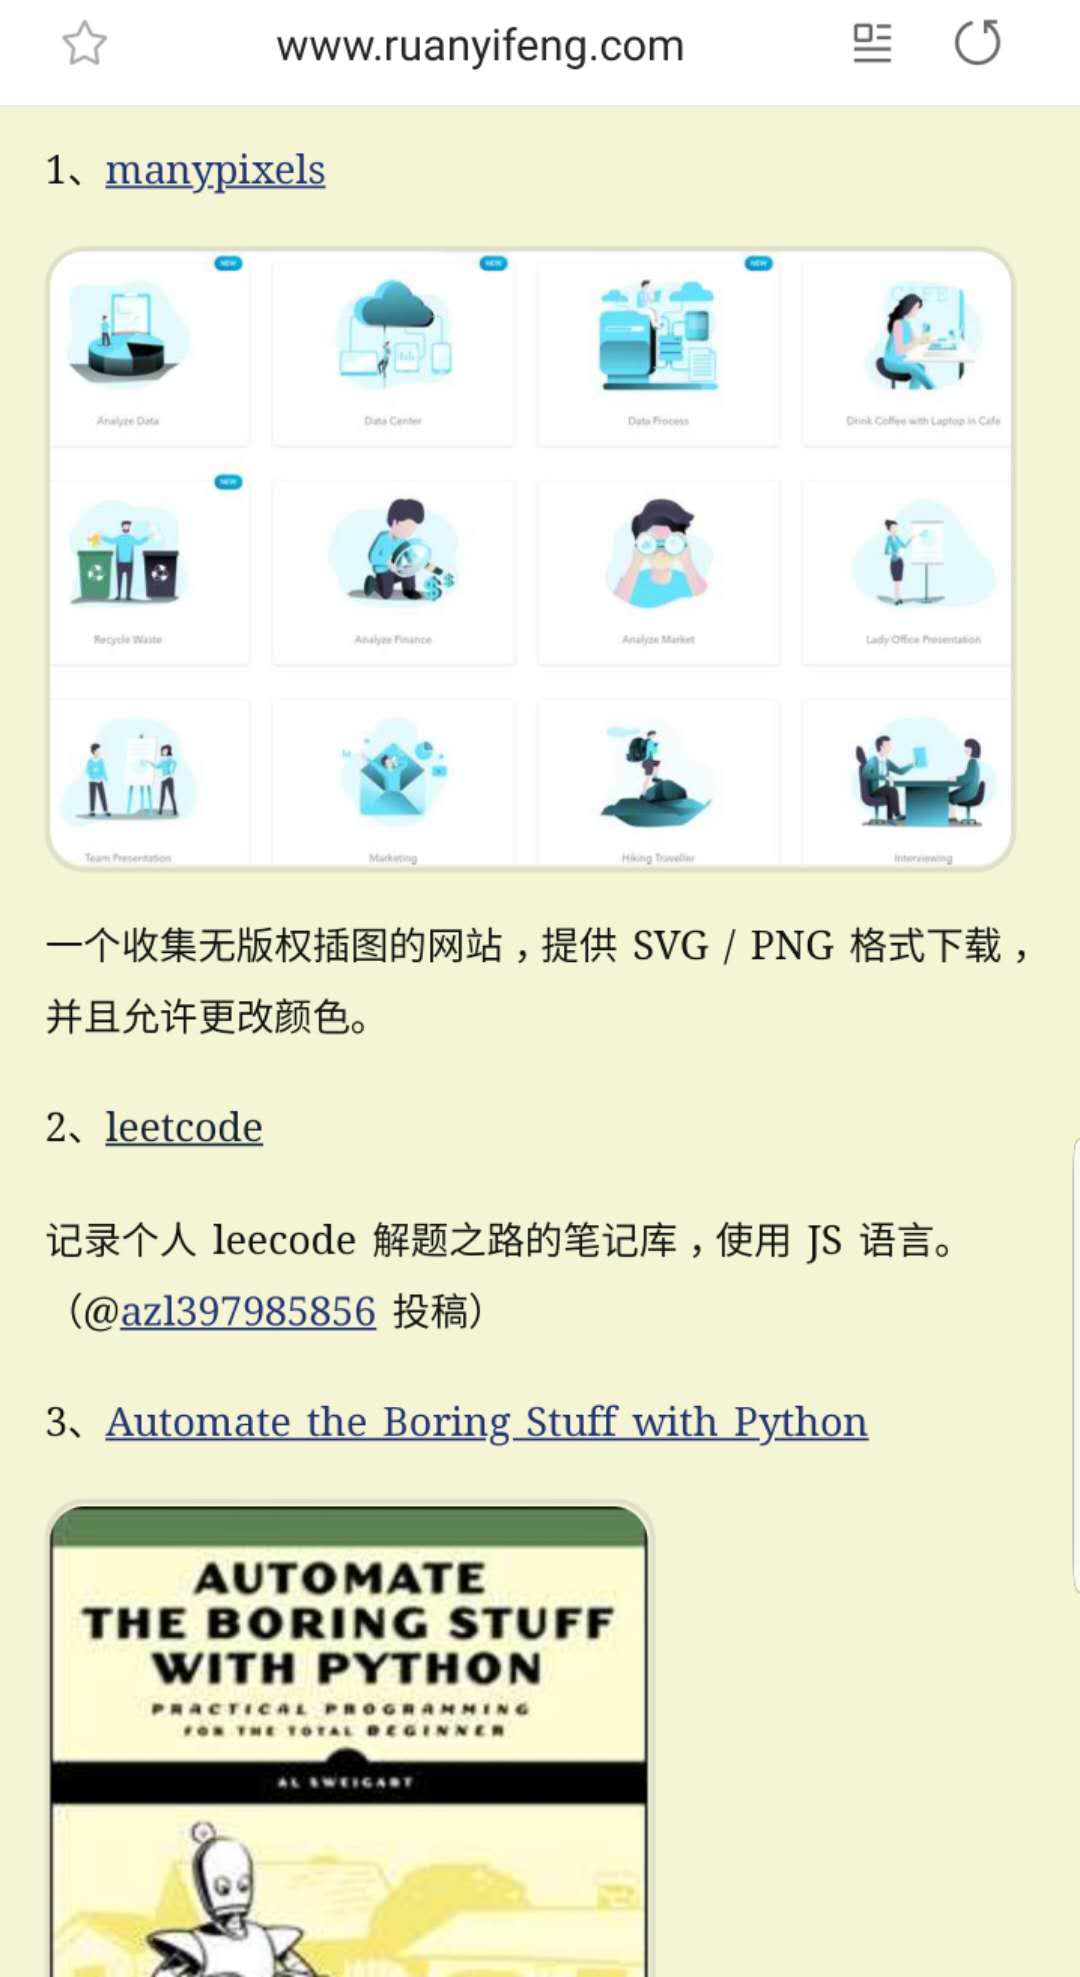 www.ruanyifeng.com
1、manypixels
NEW
NEW
NEW
Analyze Data
Data Center
Data Process
CAFE
Drink Coffee with Laptop in Cafe
NEW
Recycle Waste
Analyze Finance
Analyze Market
Lady Office Presentation
Team Presentation
Marketing
Hiking Traveller
Interviewing
一个收集无版权插图的网站，提供 SVG / PNG 格式下载，
并且允许更改颜色。
2、leetcode
记录个人 leecode 解题之路的笔记库，使用 JS 语言。
（@azl397985856 投稿）
3、Automate the Boring Stuff with Python
AUTOMATE
THE BORING STUFF
WITH PYTHON
PRACTICAL PROGRAMMING
FOR THE TOTAL BEGINNER
AL SWEIGART